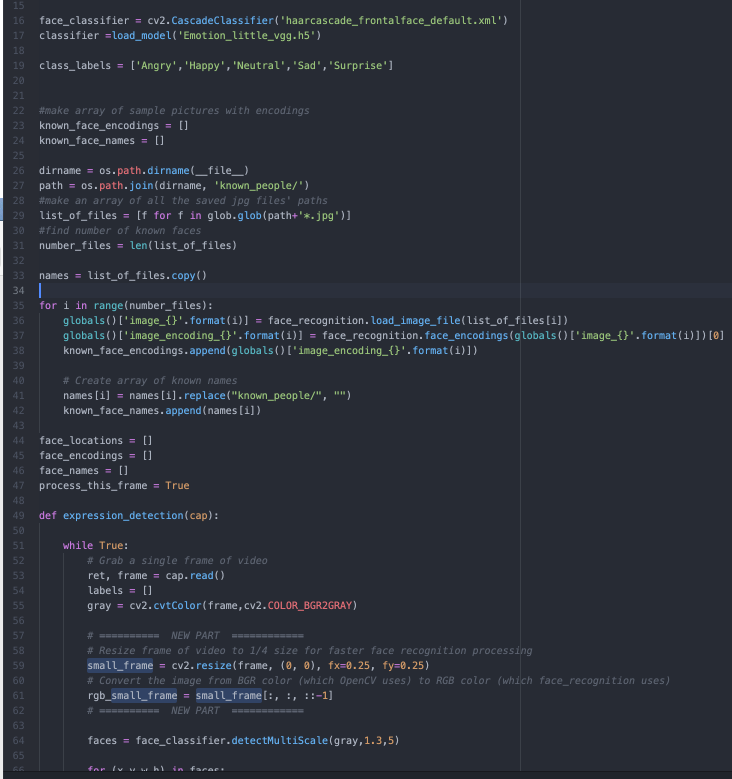 15
16 face_classifier = cv2.CascadeClassifier('haarcascade_frontalface_default.xml')
17 classifier =load_model('Emotion_little_vgg.h5')
18
19 class_labels = ['Angry','Happy','Neutral','Sad','Surprise']
20
21
22 #make array of sample pictures with encodings
23 known_face_encodings = []
24 known_face_names = []
25
26 dirname = os.path.dirname(__file__)
27 path = os.path.join(dirname, 'known_people/')
28 #make an array of all the saved jpg files' paths
29 list_of_files = [f for f in glob.glob(path+'*.jpg')]
30 #find number of known faces
31 number_files = len(list_of_files)
32
33 names = list_of_files.copy()
34
35 for i in range(number_files):
36     globals()['image_{}'.format(i)] = face_recognition.load_image_file(list_of_files[i])
37     globals()['image_encoding_{}'.format(i)] = face_recognition.face_encodings(globals()['image_{}'.format(i)])[0]
38     known_face_encodings.append(globals()['image_encoding_{}'.format(i)])
39
40     # Create array of known names
41     names[i] = names[i].replace("known_people/", "")
42     known_face_names.append(names[i])
43
44 face_locations = []
45 face_encodings = []
46 face_names = []
47 process_this_frame = True
48
49 def expression_detection(cap):
50
51     while True:
52         # Grab a single frame of video
53         ret, frame = cap.read()
54         labels = []
55         gray = cv2.cvtColor(frame,cv2.COLOR_BGR2GRAY)
56
57         # ========== NEW PART ============
58         # Resize frame of video to 1/4 size for faster face recognition processing
59         small_frame = cv2.resize(frame, (0, 0), fx=0.25, fy=0.25)
60         # Convert the image from BGR color (which OpenCV uses) to RGB color (which face_recognition uses)
61         rgb_small_frame = small_frame[:, :, ::-1]
62         # ========== NEW PART ============
63
64         faces = face_classifier.detectMultiScale(gray,1.3,5)
65
66         for (x,y,w,h) in faces: